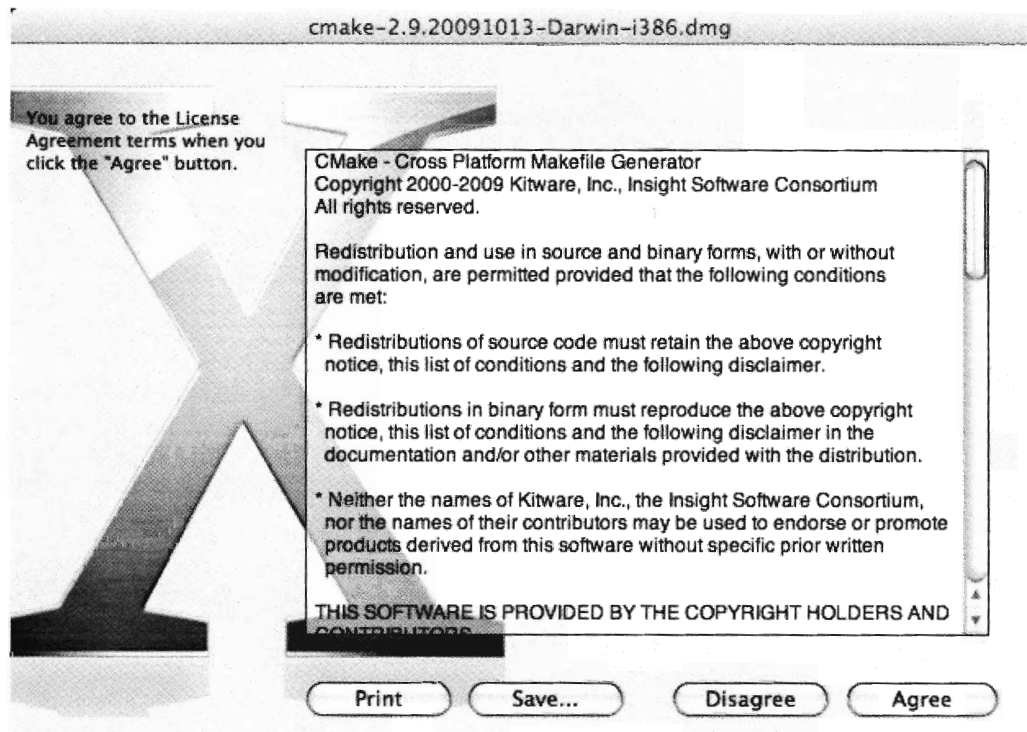 cmake-2.9.20091013-Darwin-i386.dmg
You agree to the License
Agreement terms when you
click the "Agree" button.
CMake - Cross Platform Makefile Generator
Copyright 2000-2009 Kitware, Inc., Insight Software Consortium
All rights reserved.
Redistribution and use in source and binary forms, with or without
modification, are permitted provided that the following conditions
are met:
* Redistributions of source code must retain the above copyright
notice, this list of conditions and the following disclaimer.
* Redistributions in binary form must reproduce the above copyright
notice, this list of conditions and the following disclaimer in the
documentation and/or other materials provided with the distribution.
* Neither the names of Kitware, Inc., the Insight Software Consortium,
nor the names of their contributors may be used to endorse or promote
products derived from this software without specific prior written
permission.
THIS SOFTWARE IS PROVIDED BY THE COPYRIGHT HOLDERS AND
CONTRIBUTORS
Print Save... Disagree Agree